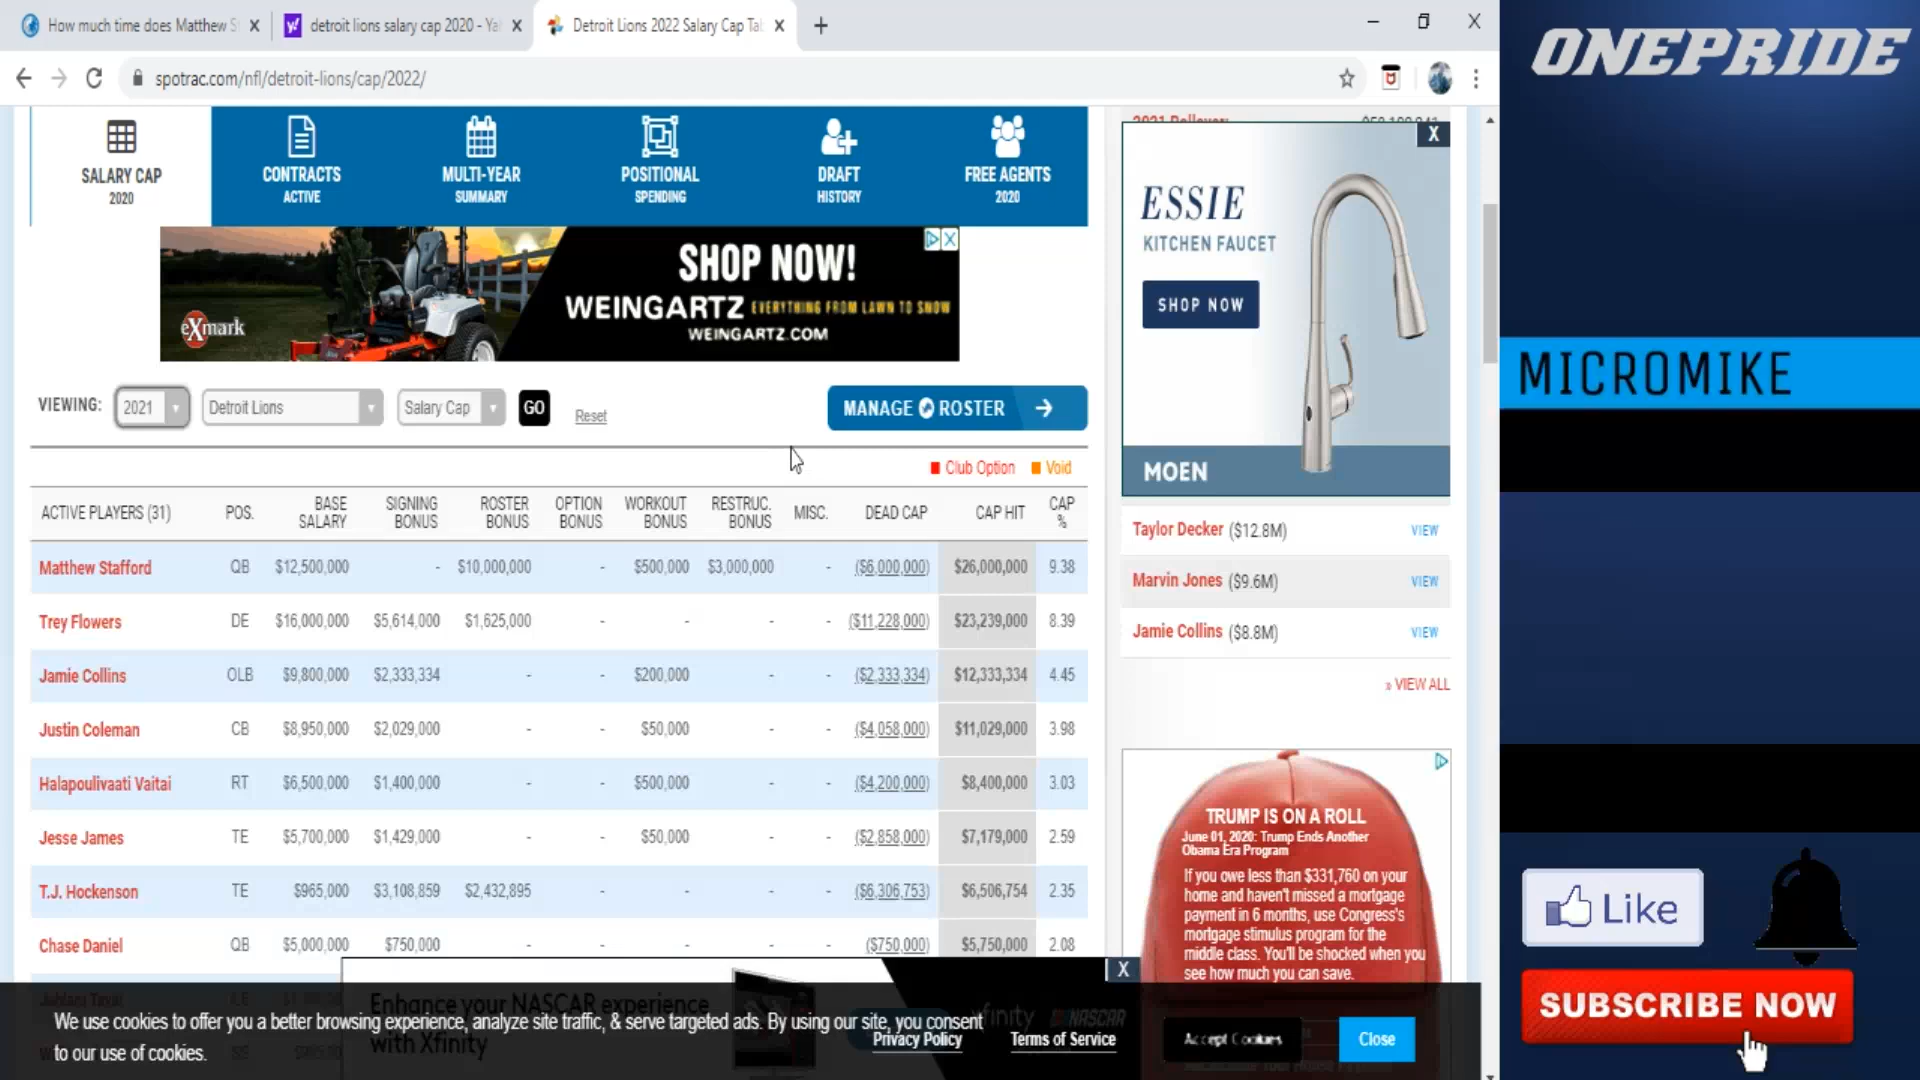 How much time does Matthew S
detroit lions salary cap 2020 - Ya
Detroit Lions 2022 Salary Cap Ta
spotrac.com/nfl/detroit-lions/cap/2022/
SALARY CAP
2020
CONTRACTS
ACTIVE
MULTI-YEAR
SUMMARY
POSITIONAL
SPENDING
DRAFT
HISTORY
FREE AGENTS
2020
eXmark
SHOP NOW!
WEINGARTZ EVERYTHING FROM LAWN TO SNOW
WEINGARTZ.COM
VIEWING: 2021 Detroit Lions Salary Cap GO Reset
MANAGE ROSTER
Club Option Void
ACTIVE PLAYERS (31) POS. BASE SALARY SIGNING BONUS ROSTER BONUS OPTION BONUS WORKOUT BONUS RESTRUC. BONUS MISC. DEAD CAP CAP HIT CAP %
Matthew Stafford QB $12,500,000 - $10,000,000 - $500,000 $3,000,000 - ($6,000,000) $26,000,000 9.38
Trey Flowers DE $16,000,000 $5,614,000 $1,625,000 - - - - ($11,228,000) $23,239,000 8.39
Jamie Collins OLB $9,800,000 $2,333,334 - - $200,000 - - ($2,333,334) $12,333,334 4.45
Justin Coleman CB $8,950,000 $2,029,000 - - $50,000 - - ($4,058,000) $11,029,000 3.98
Halapoulivaati Vaitai RT $6,500,000 $1,400,000 - - $500,000 - - ($4,200,000) $8,400,000 3.03
Jesse James TE $5,700,000 $1,429,000 - - $50,000 - - ($2,858,000) $7,179,000 2.59
T.J. Hockenson TE $965,000 $3,108,859 $2,432,895 - - - - ($6,306,753) $6,506,754 2.35
Chase Daniel QB $5,000,000 $750,000 - - - - - ($750,000) $5,750,000 2.08
Enhance your NASCAR experience
with Xfinity
xfinity NASCAR
We use cookies to offer you a better browsing experience, analyze site traffic, & serve targeted ads. By using our site, you consent
to our use of cookies.
Privacy Policy
Terms of Service
Accept Cookies
Close
2021 Rollover:
X
ESSIE
KITCHEN FAUCET
SHOP NOW
MOEN
Taylor Decker ($12.8M) VIEW
Marvin Jones ($9.6M) VIEW
Jamie Collins ($8.8M) VIEW
» VIEW ALL
TRUMP IS ON A ROLL
June 01, 2020: Trump Ends Another
Obama Era Program
If you owe less than $331,760 on your
home and haven't missed a mortgage
payment in 6 months, use Congress's
mortgage stimulus program for the
middle class. You'll be shocked when you
see how much you can save.
X
ONEPRIDE
MICROMIKE
Like
SUBSCRIBE NOW